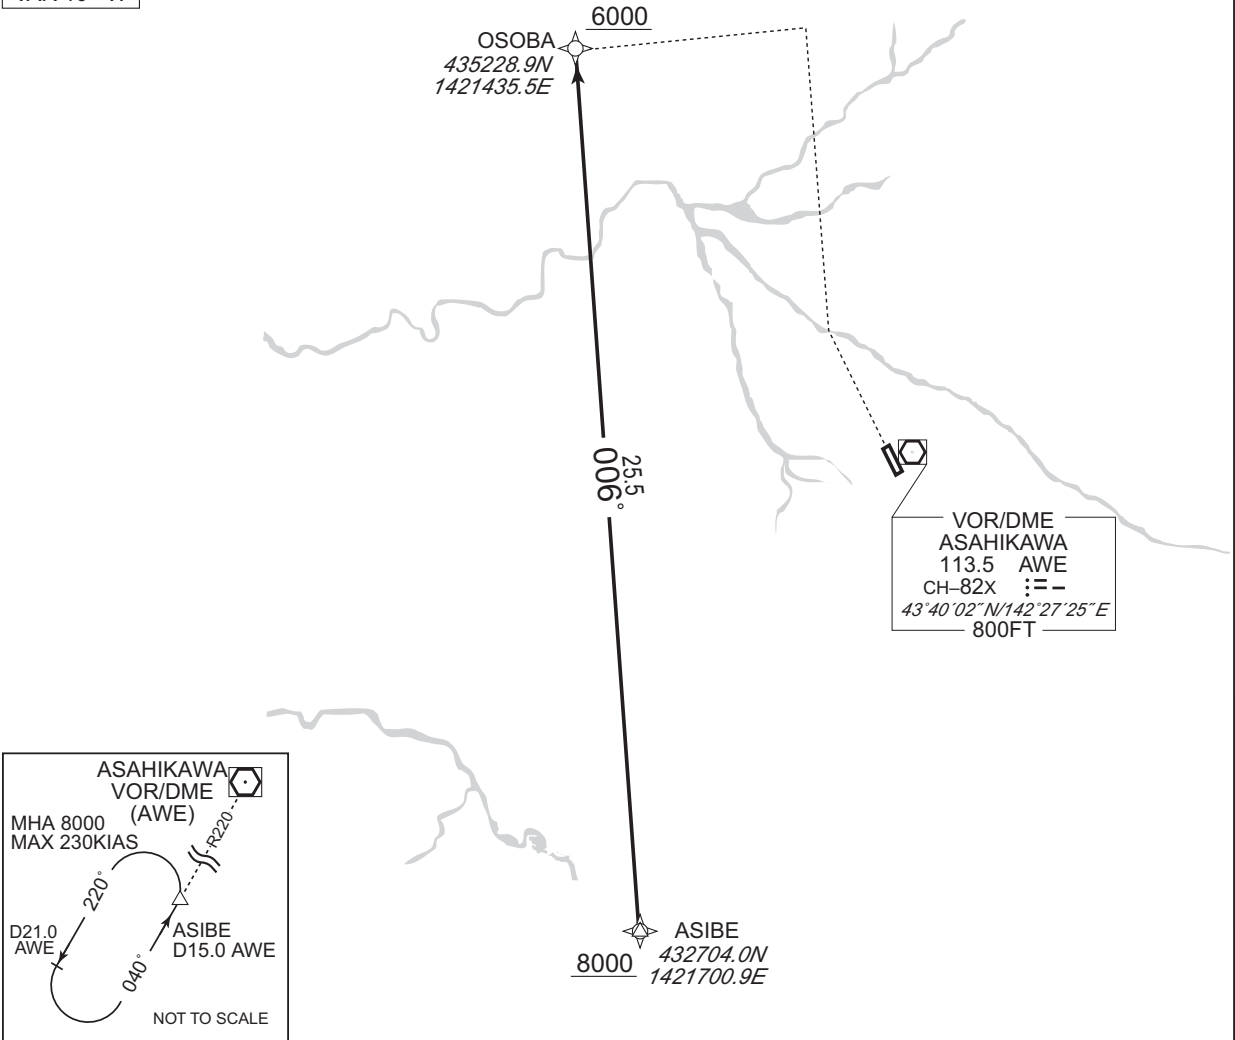 6000
OSOBA
435228.9N
1421435.5E
25.5
006°
VOR/DME
ASAHIKAWA
113.5 AWE
CH–82X
43°40′02″N/142°27′25″E
800FT
ASAHIKAWA
VOR/DME
(AWE)
MHA 8000
MAX 230KIAS
R220
220°
D21.0
AWE
ASIBE
D15.0 AWE
040°
NOT TO SCALE
ASIBE
432704.0N
8000
1421700.9E